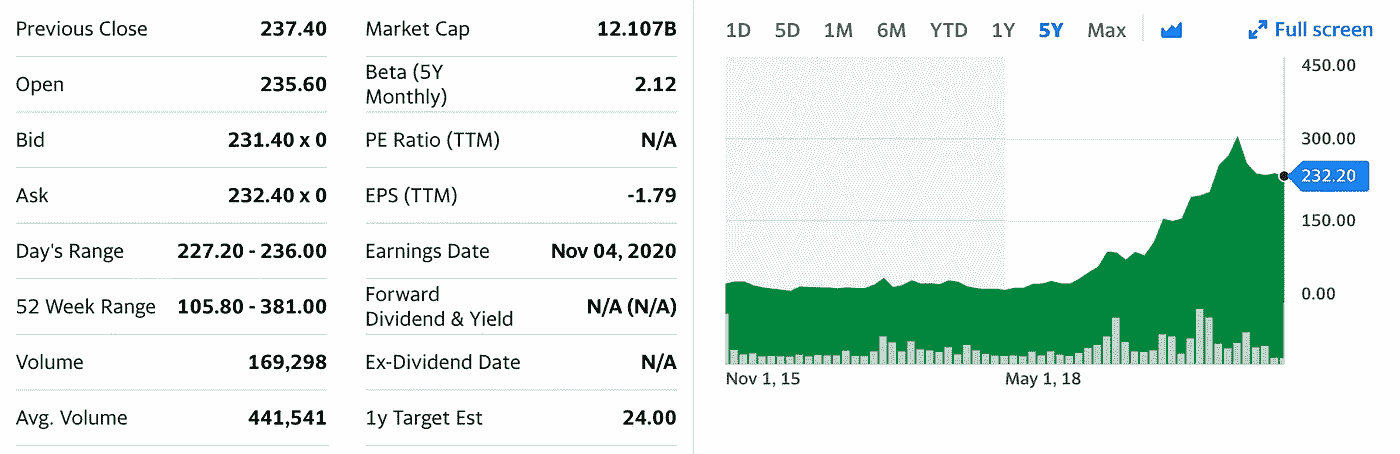 Previous Close 237.40
Open 235.60
Bid 231.40 x 0
Ask 232.40 x 0
Day's Range 227.20 - 236.00
52 Week Range 105.80 - 381.00
Volume 169,298
Avg. Volume 441,541
Market Cap 12.107B
Beta (5Y
Monthly) 2.12
PE Ratio (TTM) N/A
EPS (TTM) -1.79
Earnings Date Nov 04, 2020
Forward
Dividend & Yield N/A (N/A)
Ex-Dividend Date N/A
1y Target Est 24.00
1D 5D 1M 6M YTD 1Y 5Y Max Full screen
450.00
300.00
232.20
150.00
0.00
Nov 1, 15 May 1, 18